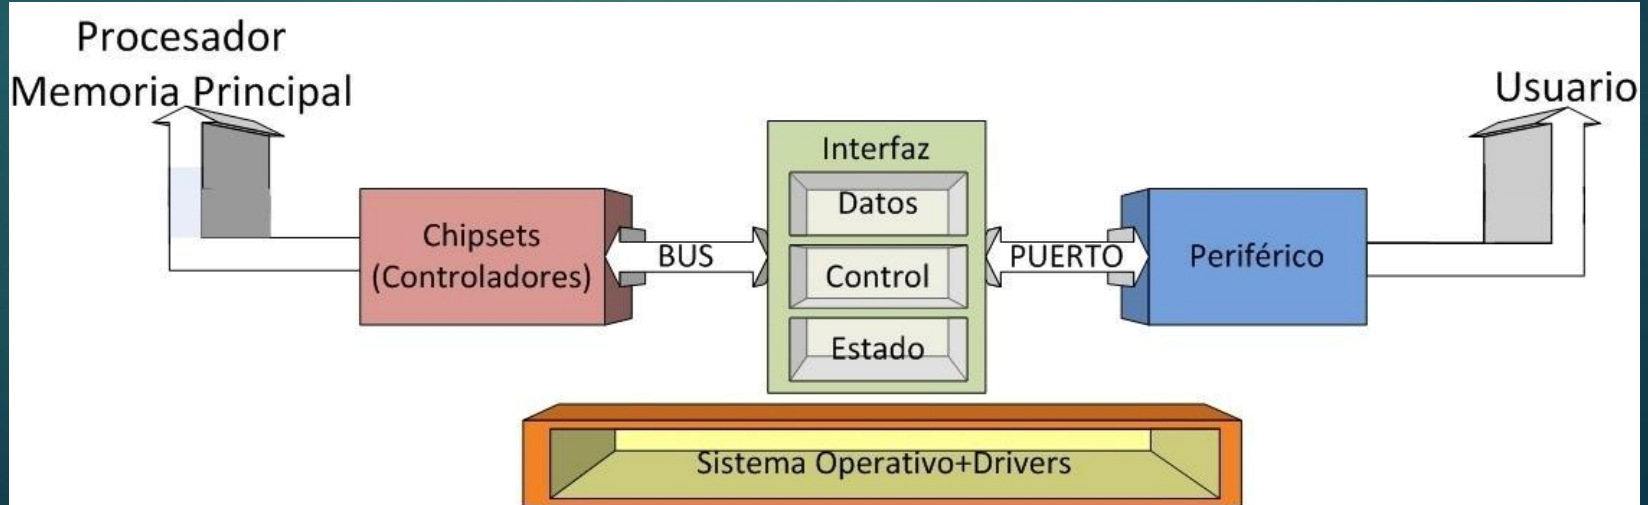 Procesador
Memoria Principal
Usuario
Interfaz
Datos
Chipsets
(Controladores)
BUS
Control
PUERTO
Periférico
Estado
Sistema Operativo+Drivers